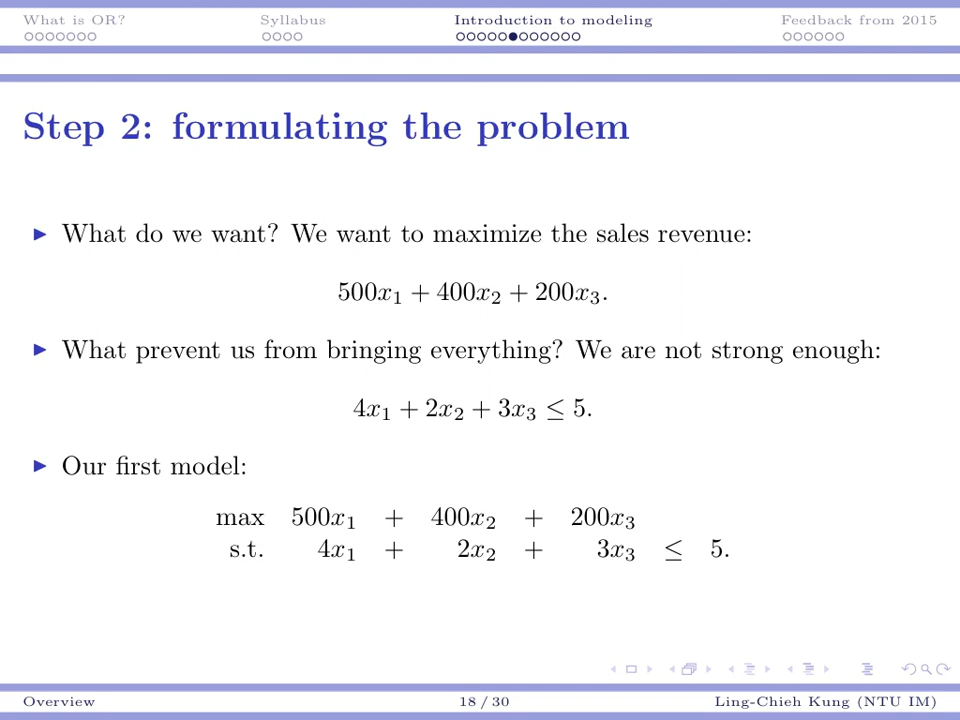 What is OR?
Syllabus
Introduction to modeling
Feedback from 2015
Step 2: formulating the problem
What do we want? We want to maximize the sales revenue:
500x₁ + 400x₂ + 200x₃.
What prevent us from bringing everything? We are not strong enough:
4x₁ + 2x₂ + 3x₃ ≤ 5.
Our first model:
max 500x₁ + 400x₂ + 200x₃
s.t. 4x₁ + 2x₂ + 3x₃ ≤ 5.
Overview
18 / 30
Ling-Chieh Kung (NTU IM)